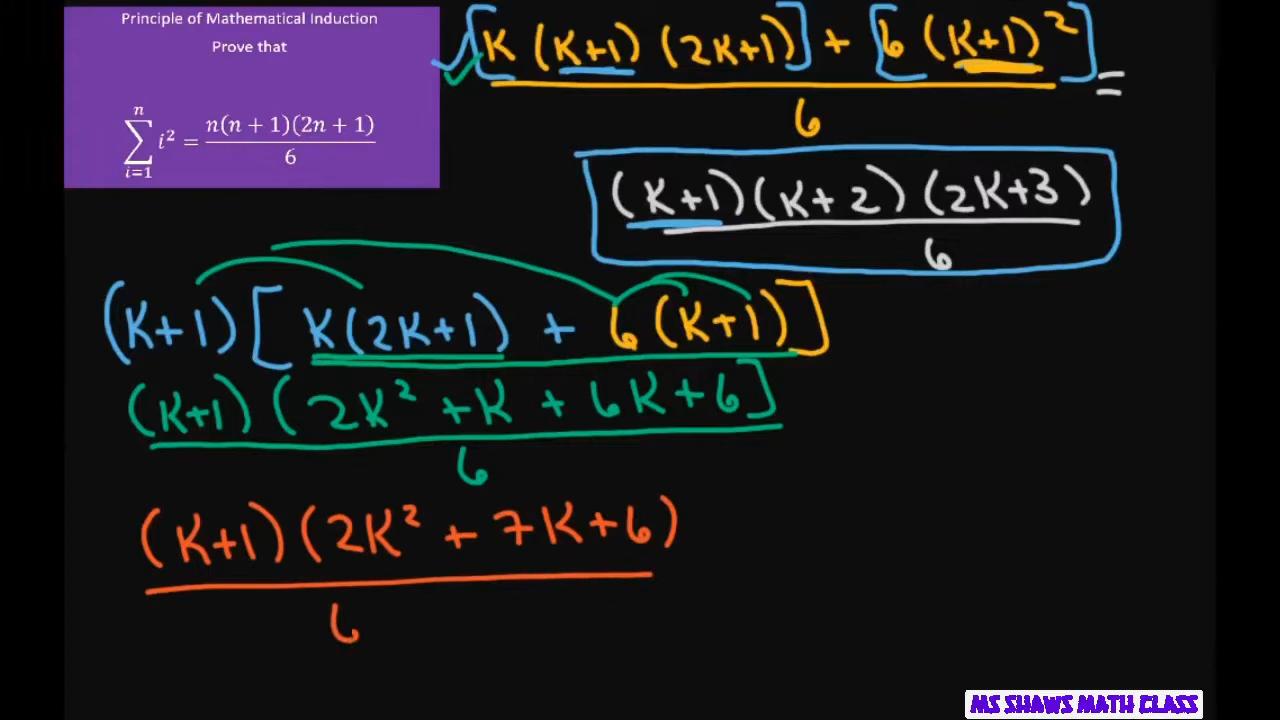 Principle of Mathematical Induction
Prove that
n
∑ i² = n(n + 1)(2n + 1)
i=1
6
[K (K+1) (2K+1)] + [6 (K+1)²] =
6
(K+1)(K+2)(2K+3)
6
(K+1)[K(2K+1) + 6(K+1)]
(K+1)(2K² +K + 6K+6]
6
(K+1)(2K² + 7K+6)
6
MS SHAWS MATH CLASS